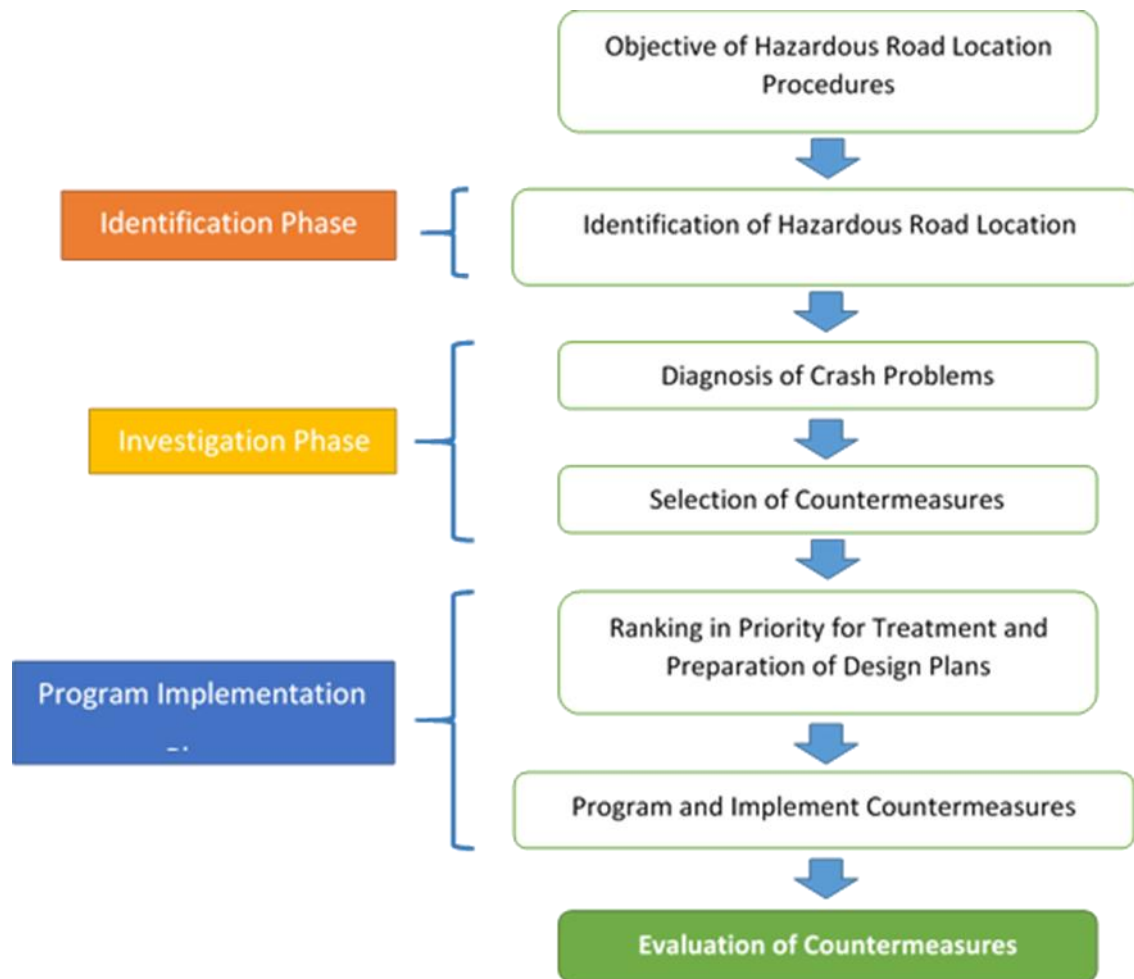 Objective of Hazardous Road Location
Procedures
Identification Phase
Identification of Hazardous Road Location
Diagnosis of Crash Problems
Investigation Phase
Selection of Countermeasures
Ranking in Priority for Treatment and
Preparation of Design Plans
Program Implementation
Program and Implement Countermeasures
Evaluation of Countermeasures